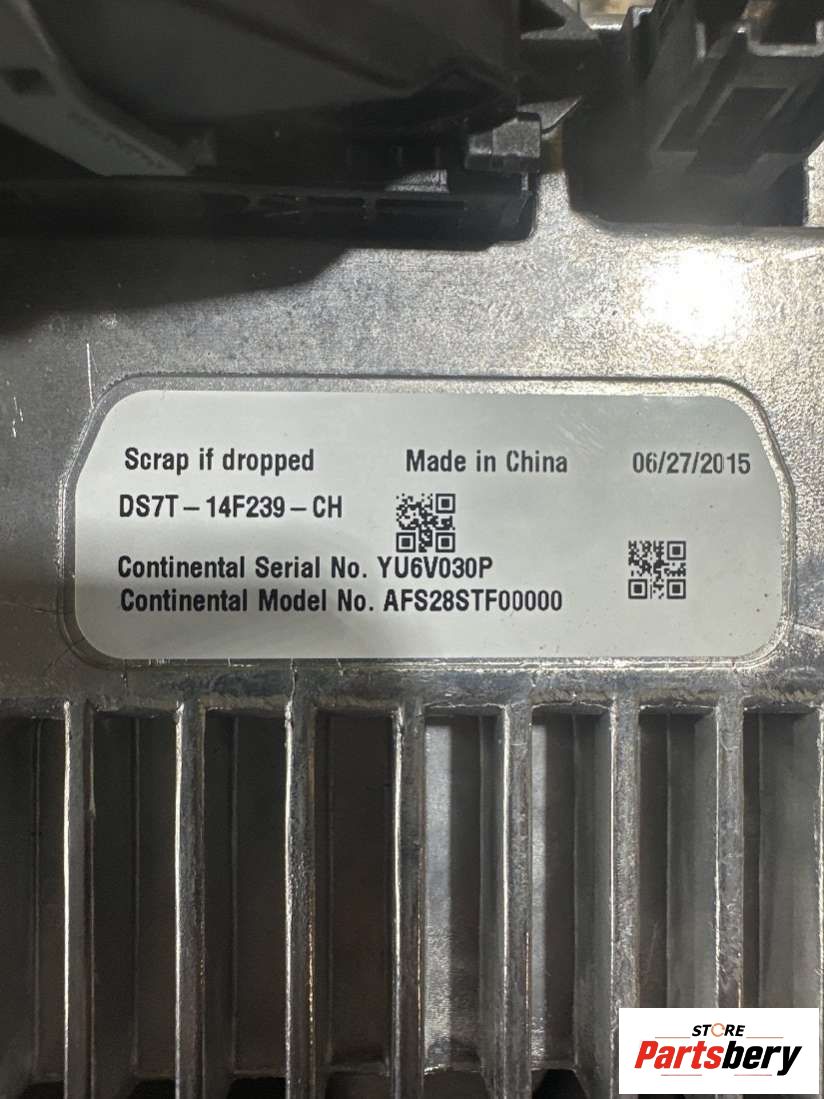 Scrap if dropped Made in China 06/27/2015
DS7T-14F239-CH
Continental Serial No. YU6V030P
Continental Model No. AFS28STF00000
STORE
Partsbery